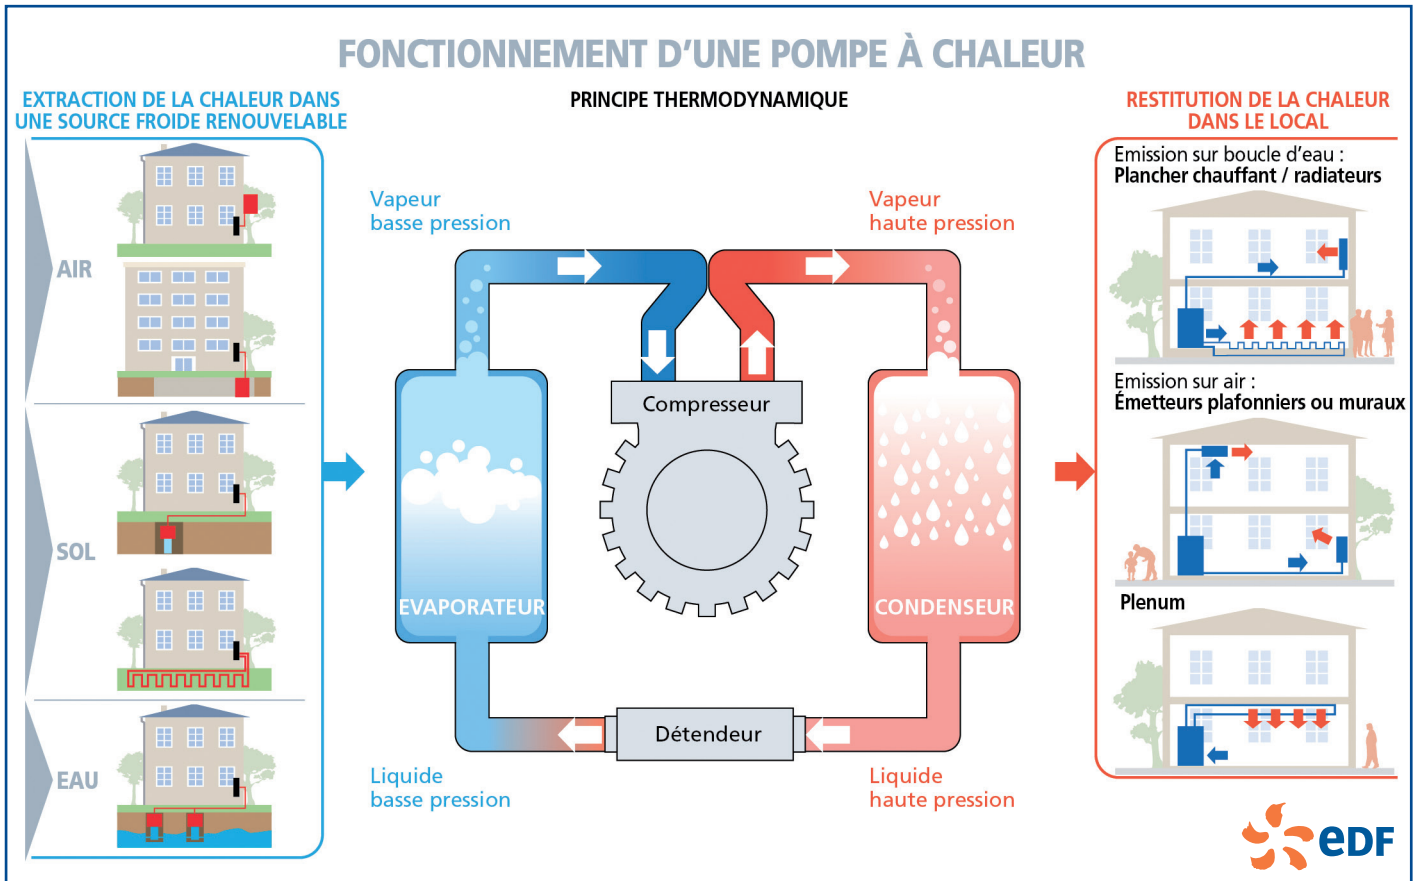 FONCTIONNEMENT D'UNE POMPE À CHALEUR
EXTRACTION DE LA CHALEUR DANS
UNE SOURCE FROIDE RENOUVELABLE
AIR
SOL
EAU
PRINCIPE THERMODYNAMIQUE
Vapeur
basse pression
Vapeur
haute pression
Compresseur
EVAPORATEUR
CONDENSEUR
Détendeur
Liquide
basse pression
Liquide
haute pression
RESTITUTION DE LA CHALEUR
DANS LE LOCAL
Emission sur boucle d'eau :
Plancher chauffant / radiateurs
Emission sur air :
Émetteurs plafonniers ou muraux
Plenum
eDF